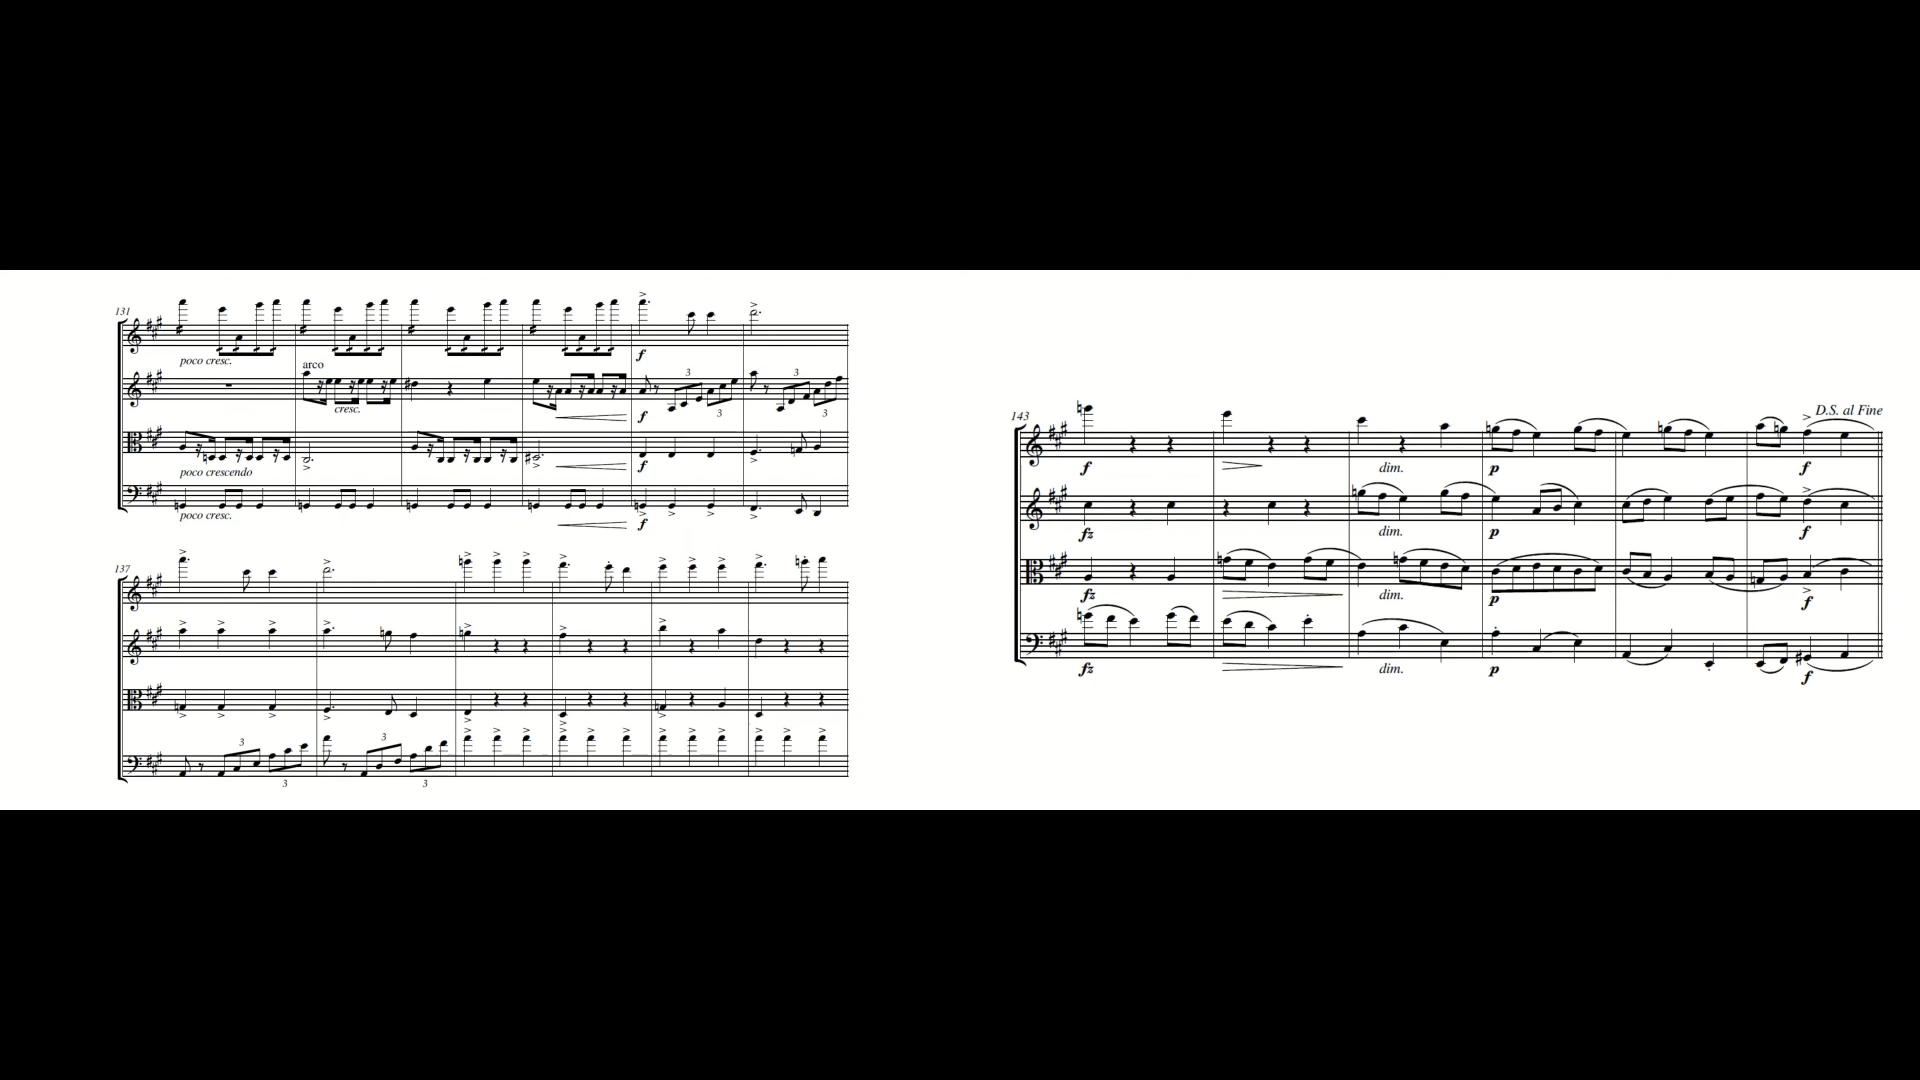 131
poco cresc.
arco
cresc.
poco crescendo
poco cresc.
f
f
f
f
3
3
3
3
137
3
3
3
3
143
D.S. al Fine
f
dim.
p
f
fz
dim.
p
f
fz
dim.
p
f
fz
dim.
p
f